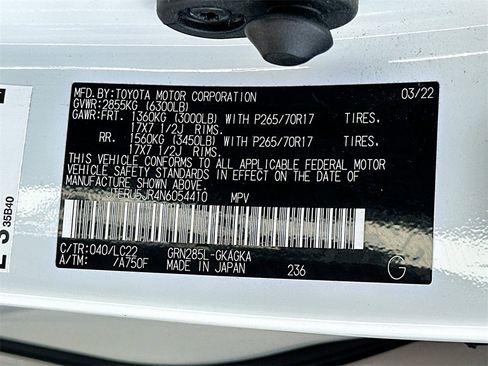 MFD.BY:TOYOTA MOTOR CORPORATION 03/22
GVWR:2855KG (6300LB)
GAWR:FRT. 1360KG (3000LB) WITH P265/70R17 TIRES.
17X7 1/2J RIMS.
RR. 1560KG (3450LB) WITH P265/70R17 TIRES.
17X7 1/2J RIMS.
THIS VEHICLE CONFORMS TO ALL APPLICABLE FEDERAL MOTOR
VEHICLE SAFETY STANDARDS IN EFFECT ON THE DATE OF
MANUFACTURE SHOWN ABOVE.
MPV
C/TR:040/LC22 GRN285L-GKAGKA
A/TM: /A750F MADE IN JAPAN 236 G
35B40